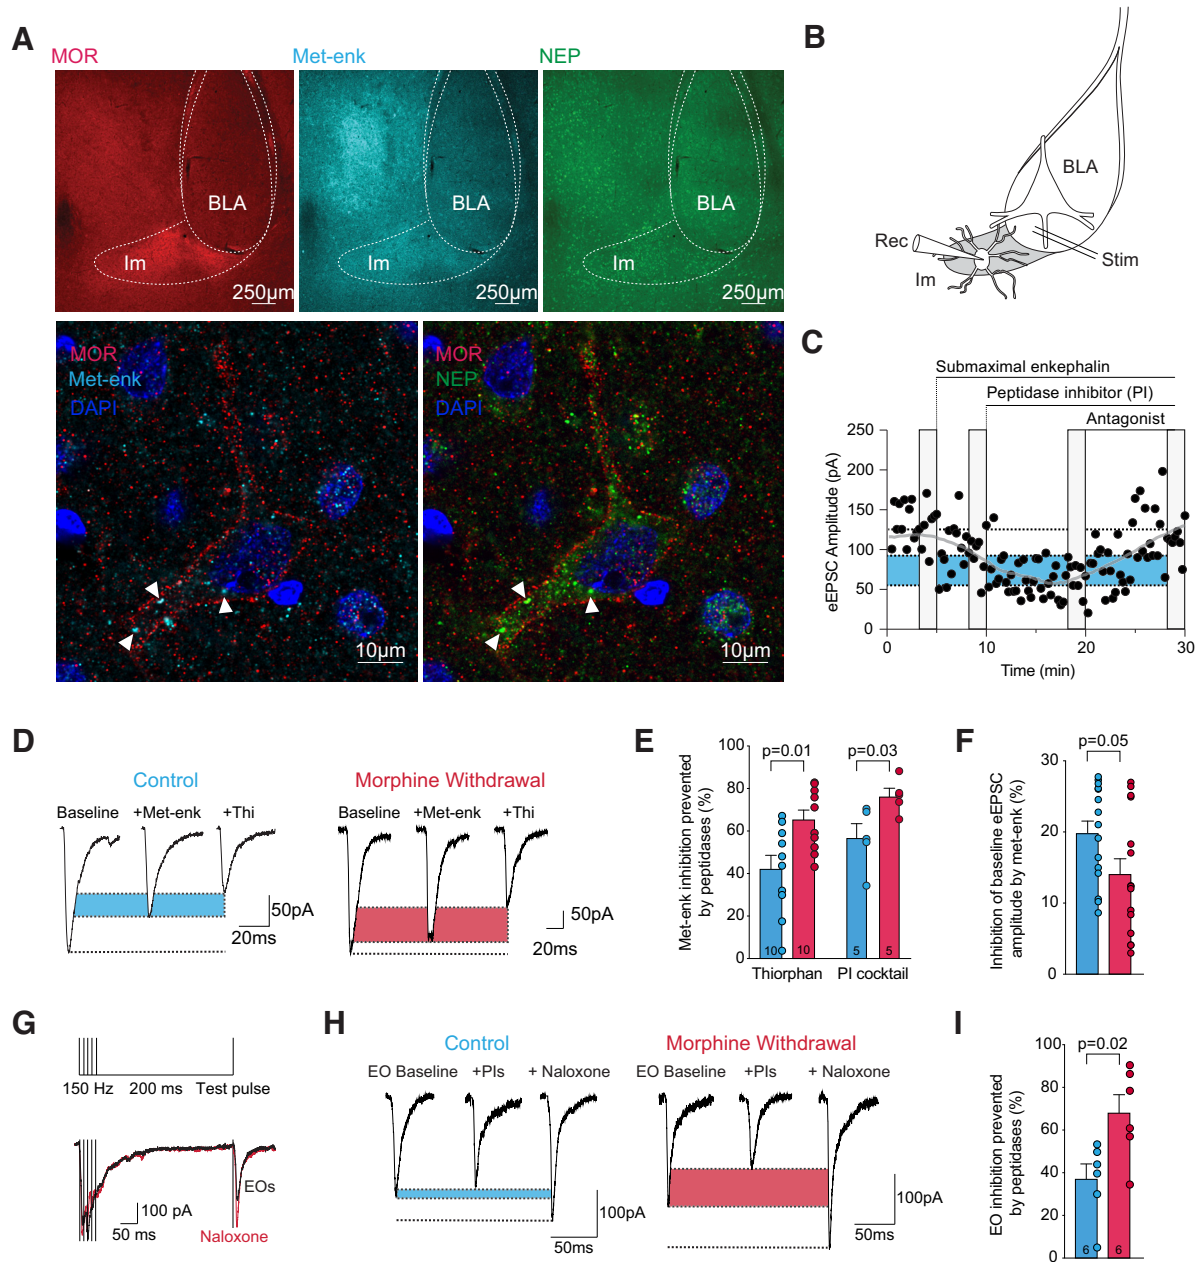 A
MOR
Met-enk
NEP
BLA
Im
250µm
BLA
Im
250µm
BLA
Im
250µm
MOR
Met-enk
DAPI
10µm
MOR
NEP
DAPI
10µm
B
BLA
Rec
Im
Stim
C
Submaximal enkephalin
Peptidase inhibitor (PI)
Antagonist
eEPSC Amplitude (pA)
250
200
150
100
50
0
0
10
20
30
Time (min)
D
Control
Morphine Withdrawal
Baseline
+Met-enk
+Thi
50pA
20ms
Baseline
+Met-enk
+Thi
50pA
20ms
E
Met-enk inhibition prevented
by peptidases (%)
100
80
60
40
20
0
p=0.01
p=0.03
10
10
5
5
Thiorphan
PI cocktail
F
Inhibition of baseline eEPSC
amplitude by met-enk (%)
30
20
10
0
p=0.05
G
150 Hz
200 ms
Test pulse
EOs
100 pA
50 ms
Naloxone
H
Control
Morphine Withdrawal
EO Baseline
+PIs
+ Naloxone
100pA
50ms
EO Baseline
+PIs
+ Naloxone
100pA
50ms
I
EO inhibition prevented
by peptidases (%)
100
80
60
40
20
0
p=0.02
6
6